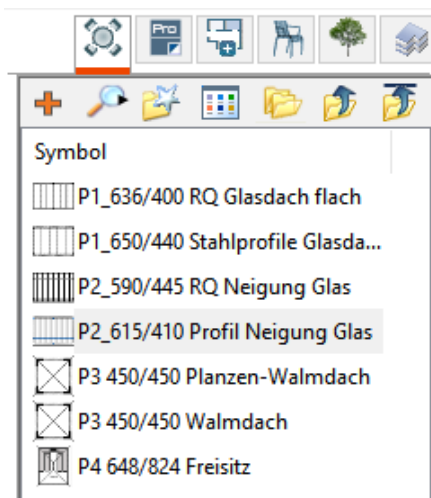 Pro
Symbol
P1_636/400 RQ Glasdach flach
P1_650/440 Stahlprofile Glasda...
P2_590/445 RQ Neigung Glas
P2_615/410 Profil Neigung Glas
P3 450/450 Planzen-Walmdach
P3 450/450 Walmdach
P4 648/824 Freisitz